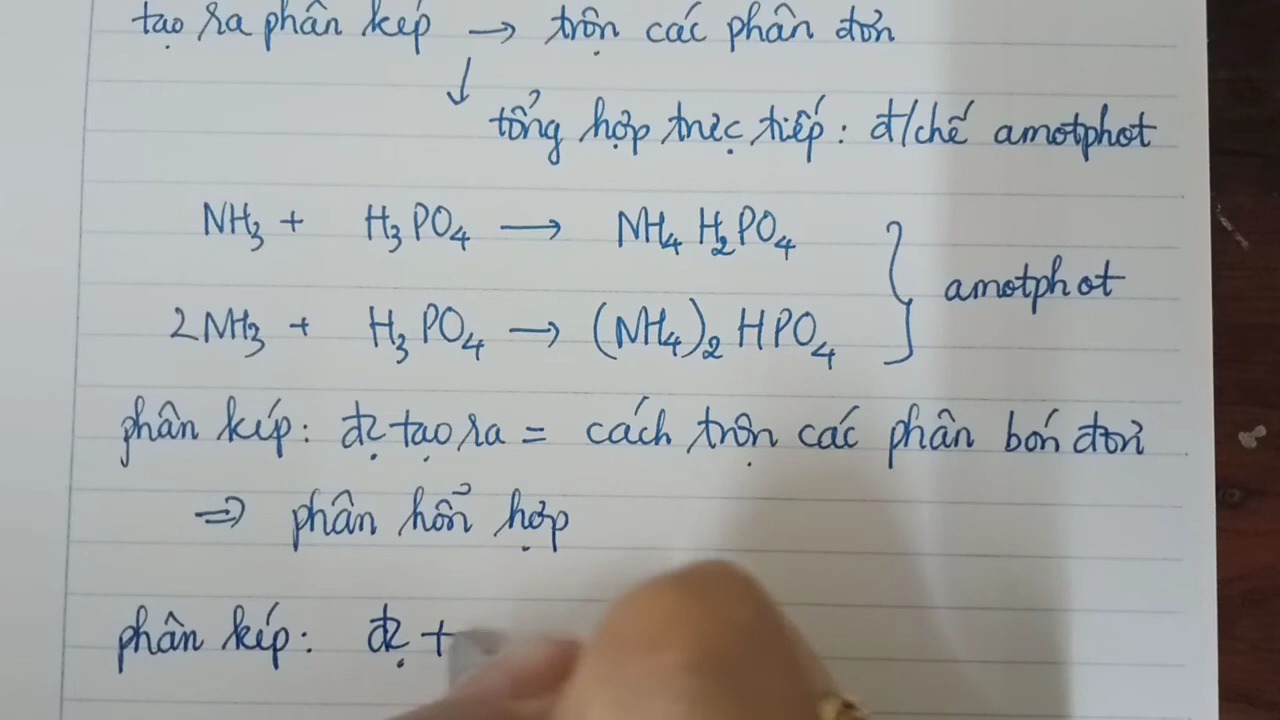 tạo ra phân kép → trộn các phân đơn
↓
tổng hợp trực tiếp: đ/chế amotphot
NH₃ + H₃PO₄ → NH₄H₂PO₄
2NH₃ + H₃PO₄ → (NH₄)₂HPO₄ } amotphot
phân kép: đc tạo ra = cách trộn các phân bón đơn
⇒ phân hổn hợp
phân kép: đc t